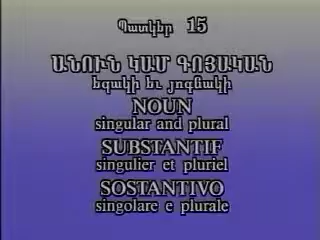 Պատկեր 15
ԱՆՈՒՆ ԿԱՄ ԳՈՅԱԿԱՆ
եզակի եւ յոգնակի
NOUN
singular and plural
SUBSTANTIF
singulier et pluriel
SOSTANTIVO
singolare e plurale